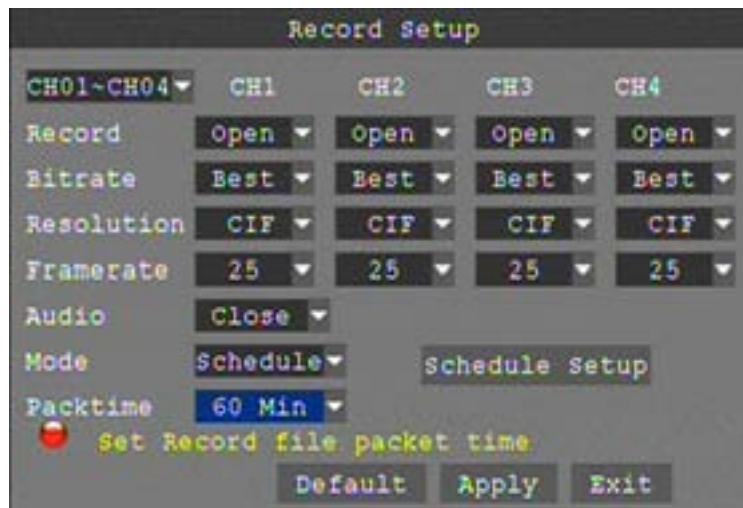 Record Setup
CH01~CH04 CH1 CH2 CH3 CH4
Record Open Open Open Open
Bitrate Best Best Best Best
Resolution CIF CIF CIF CIF
Framerate 25 25 25 25
Audio Close
Mode Schedule Schedule Setup
Packtime 60 Min
Set Record file packet time
Default Apply Exit